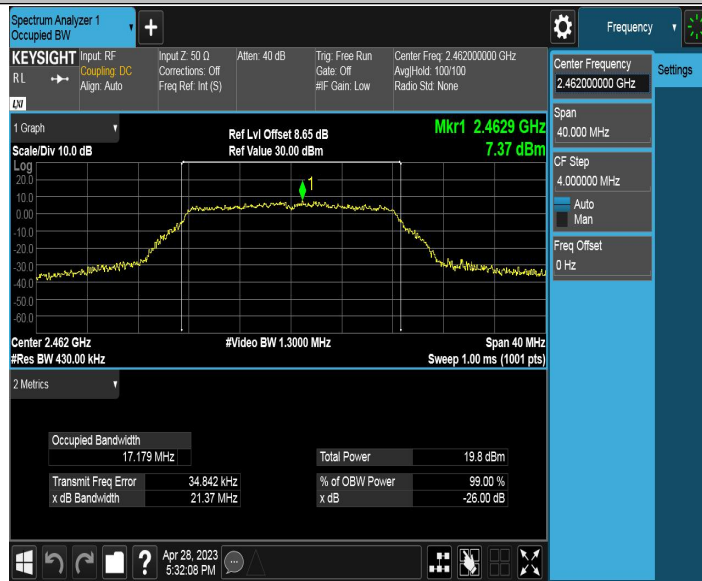 Spectrum Analyzer 1
Occupied BW
+
Frequency
KEYSIGHT
RL
LXI
Input: RF
Coupling: DC
Align: Auto
Input Z: 50 Ω
Corrections: Off
Freq Ref: Int (S)
Atten: 40 dB
Trig: Free Run
Gate: Off
#IF Gain: Low
Center Freq: 2.462000000 GHz
Avg|Hold: 100/100
Radio Std: None
Center Frequency
2.462000000 GHz
Settings
Span
40.000 MHz
CF Step
4.000000 MHz
Auto
Man
Freq Offset
0 Hz
1 Graph
Scale/Div 10.0 dB
Ref Lvl Offset 8.65 dB
Ref Value 30.00 dBm
Mkr1 2.4629 GHz
7.37 dBm
Log
20.0
10.0
0.00
-10.0
-20.0
-30.0
-40.0
-50.0
-60.0
1
Center 2.462 GHz
#Res BW 430.00 kHz
#Video BW 1.3000 MHz
Span 40 MHz
Sweep 1.00 ms (1001 pts)
2 Metrics
Occupied Bandwidth
17.179 MHz
Total Power 19.8 dBm
Transmit Freq Error 34.842 kHz
% of OBW Power 99.00 %
x dB Bandwidth 21.37 MHz
x dB -26.00 dB
?
Apr 28, 2023
5:32:08 PM